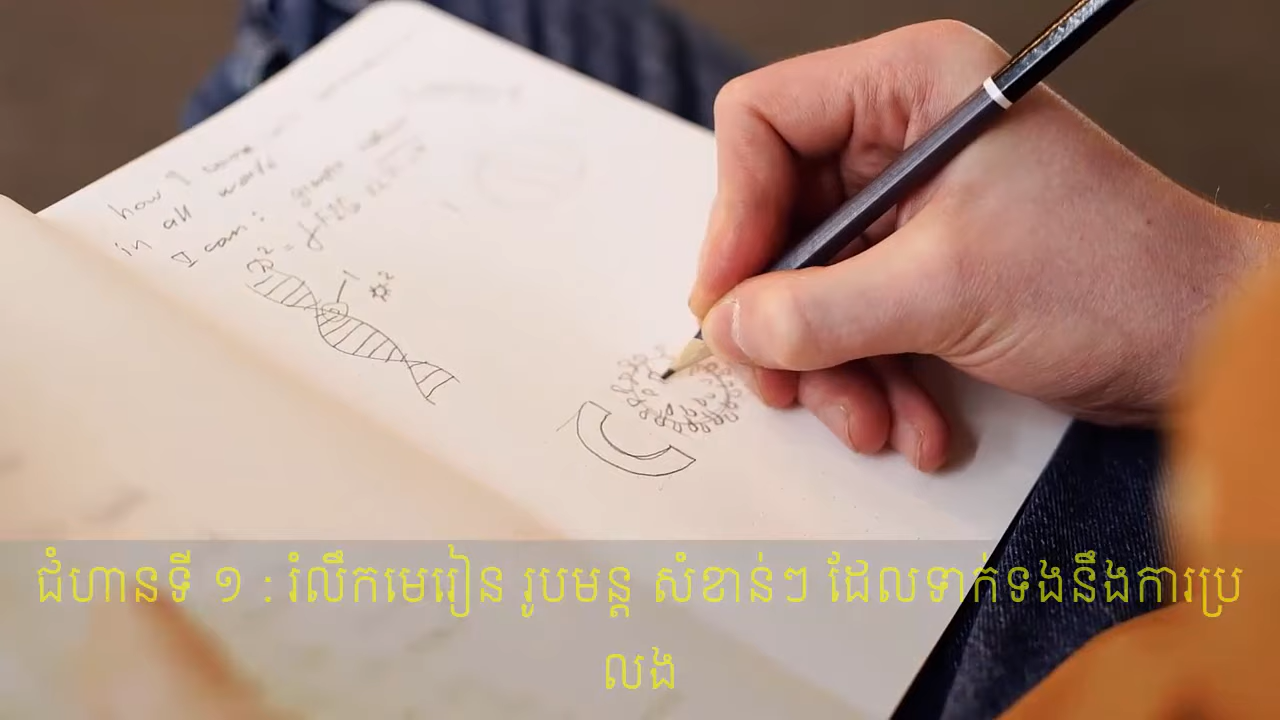 how I
in all
I can:
ជំហានទី ១ : រំលឹកមេរៀន រូបមន្ត សំខាន់ៗ ដែលទាក់ទងនឹងការប្រ
លង